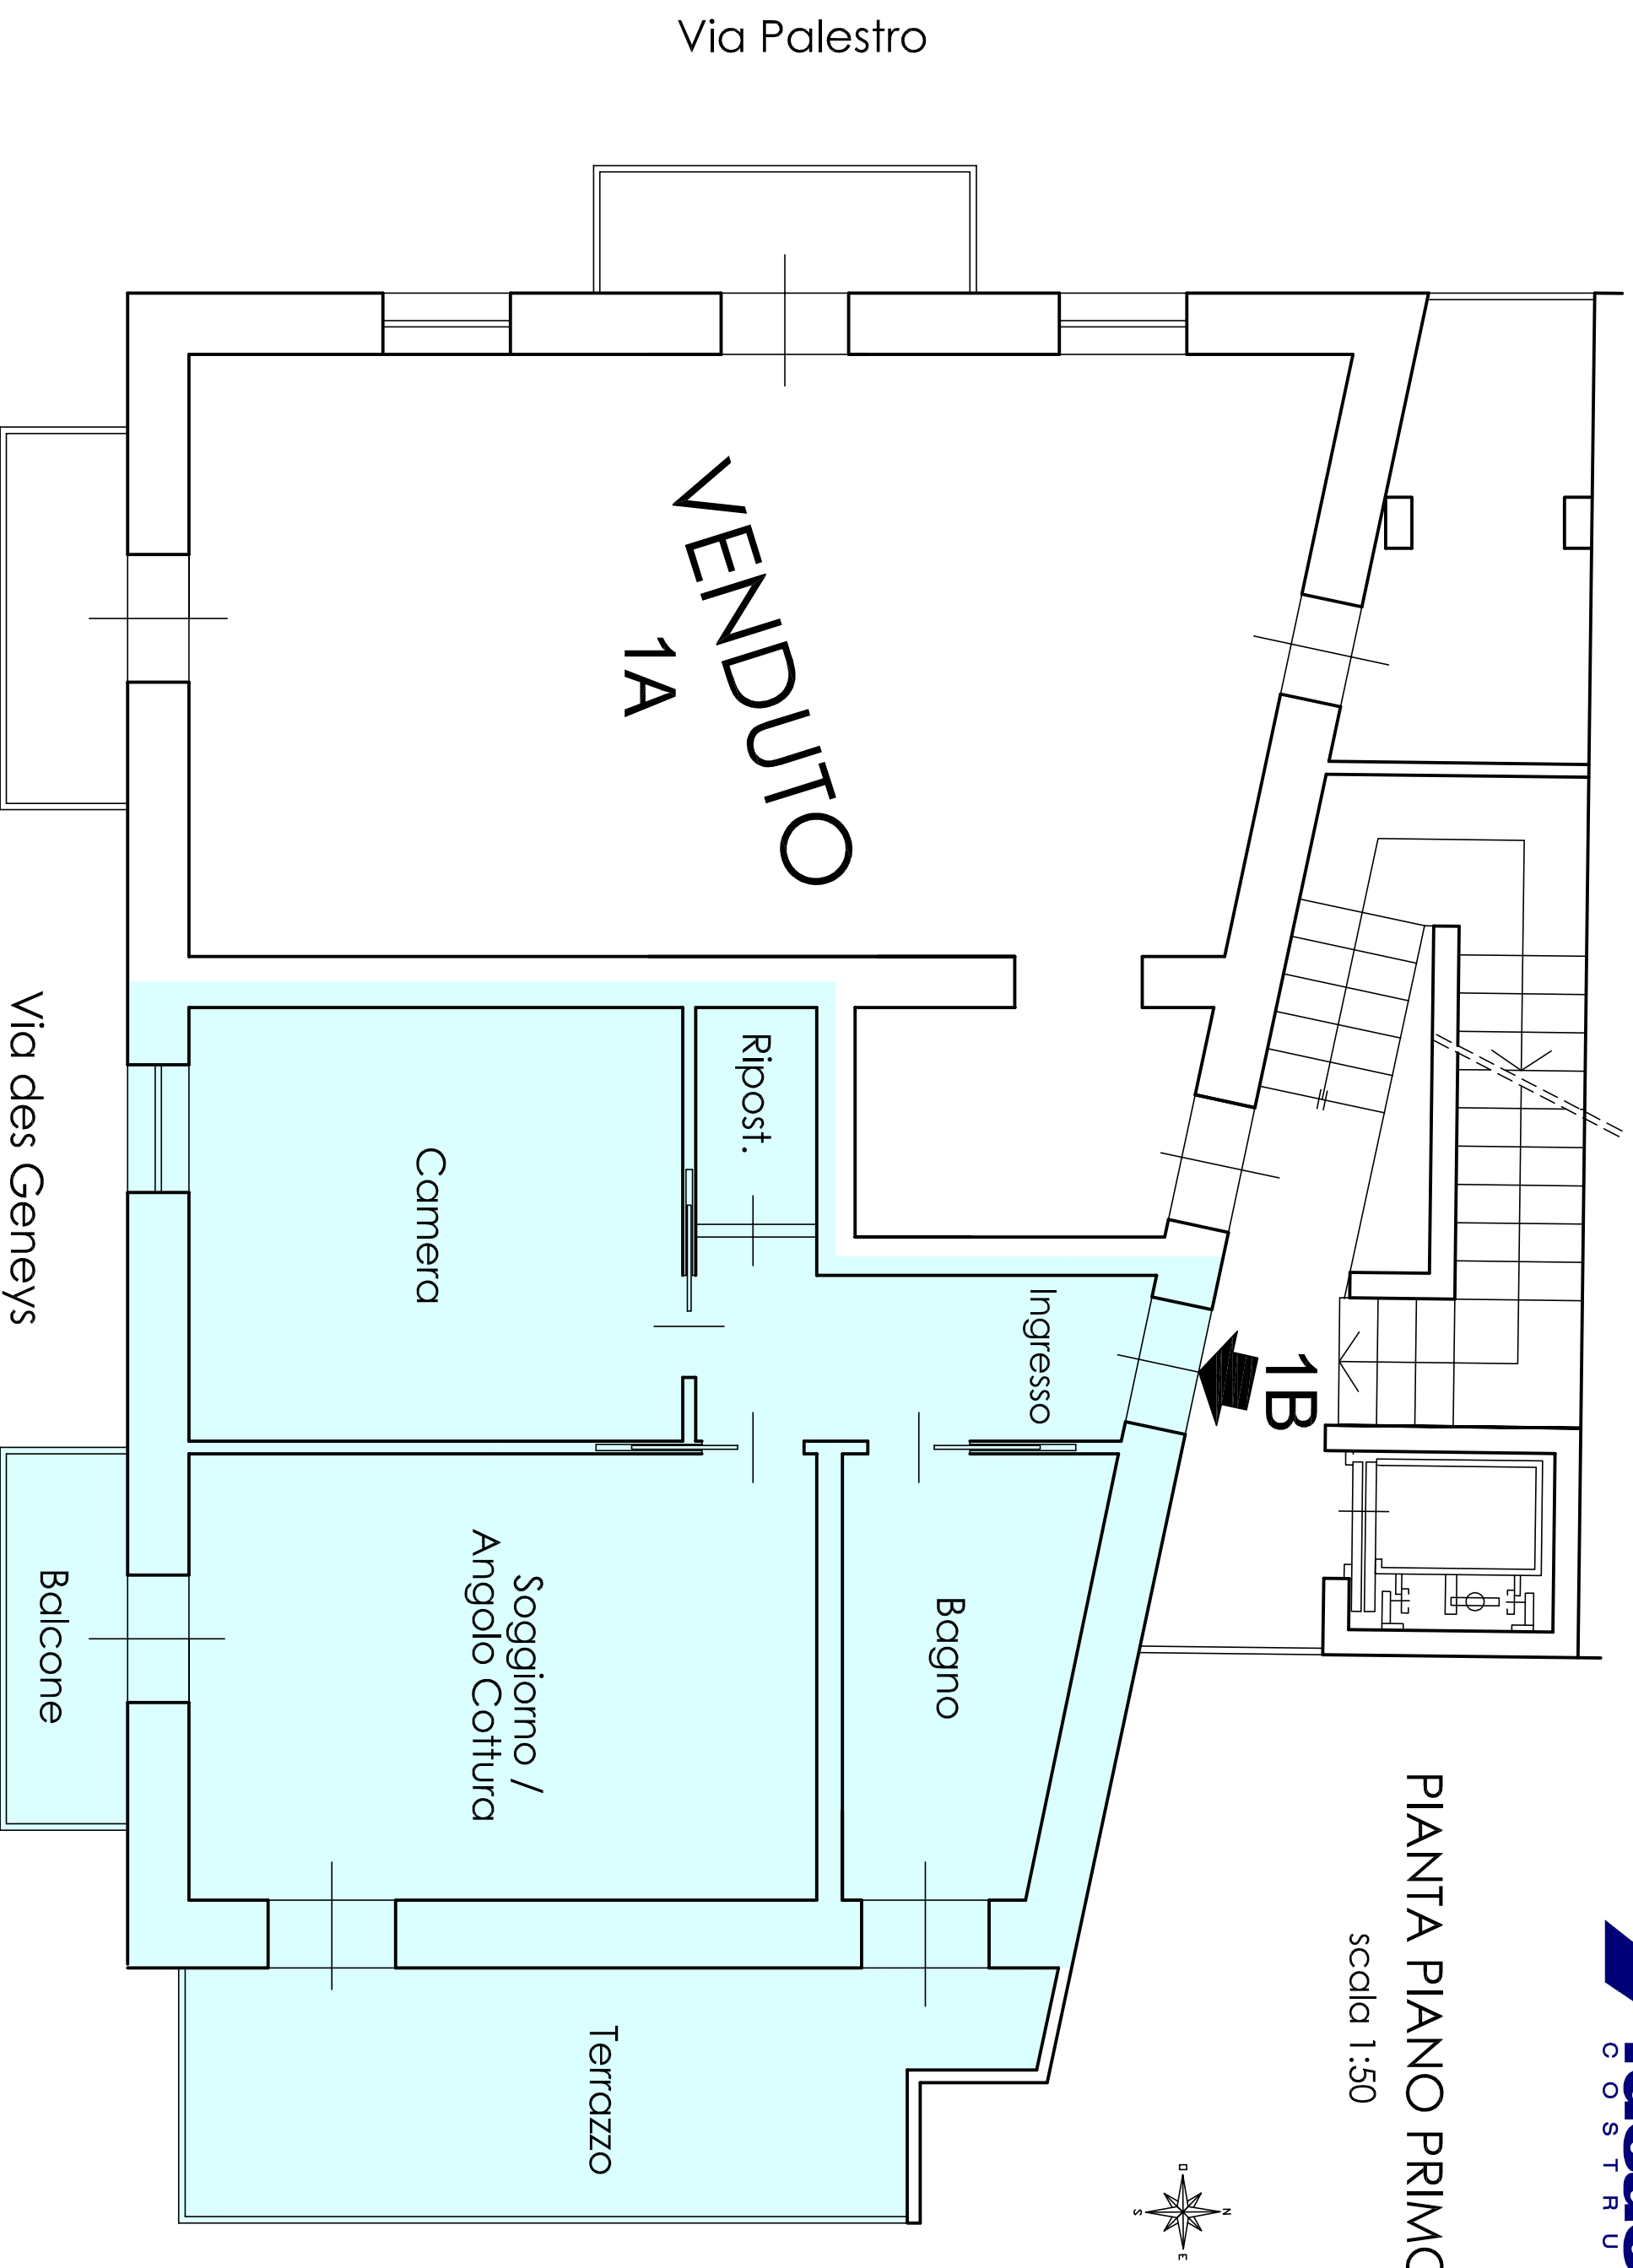 Via Palestro
VENDUTO
1A
Via des Geneys
Ripost.
Camera
Ingresso
1B
Soggiorno /
Angolo Cottura
Bagno
Balcone
Terrazzo
PIANTA PIANO PRIMO
scala 1:50
N
O
S
E